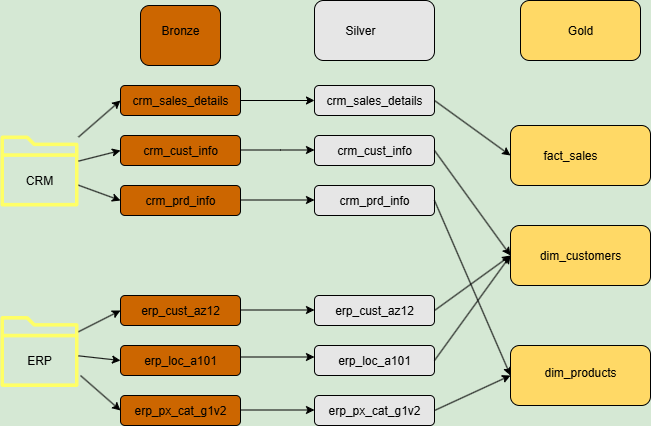 Bronze
Silver
Gold
crm_sales_details
crm_sales_details
crm_cust_info
crm_cust_info
fact_sales
CRM
crm_prd_info
crm_prd_info
dim_customers
erp_cust_az12
erp_cust_az12
ERP
erp_loc_a101
erp_loc_a101
dim_products
erp_px_cat_g1v2
erp_px_cat_g1v2